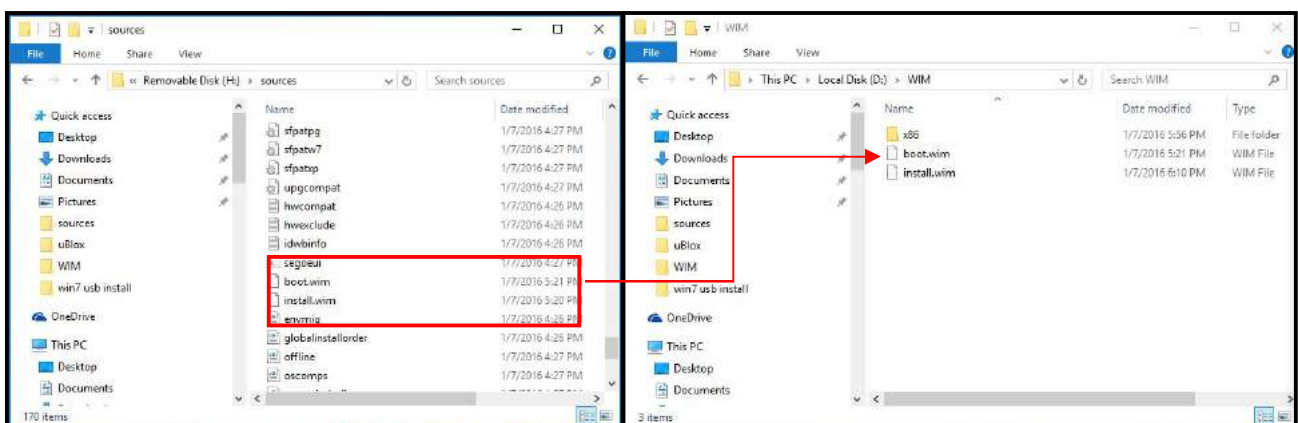 sources
File Home Share View
« Removable Disk (H:) › sources
Search sources
Quick access
Desktop
Downloads
Documents
Pictures
sources
uBlox
WIM
win7 usb install
OneDrive
This PC
Desktop
Documents
Name Date modified
sfpatpg 1/7/2016 4:27 PM
sfpatw7 1/7/2016 4:27 PM
sfpatxp 1/7/2016 4:27 PM
upgcompat 1/7/2016 4:27 PM
hwcompat 1/7/2016 4:26 PM
hwexclude 1/7/2016 4:26 PM
idwbinfo 1/7/2016 4:26 PM
segoeui 1/7/2016 4:27 PM
boot.wim 1/7/2016 5:21 PM
install.wim 1/7/2016 5:20 PM
envmig 1/7/2016 4:26 PM
globalinstallorder 1/7/2016 4:26 PM
offline 1/7/2016 4:27 PM
oscomps 1/7/2016 4:27 PM
170 items
WIM
File Home Share View
› This PC › Local Disk (D:) › WIM
Search WIM
Quick access
Desktop
Downloads
Documents
Pictures
sources
uBlox
WIM
win7 usb install
OneDrive
This PC
Desktop
Documents
Name Date modified Type
x86 1/7/2016 5:56 PM File folder
boot.wim 1/7/2016 5:21 PM WIM File
install.wim 1/7/2016 6:10 PM WIM File
3 items